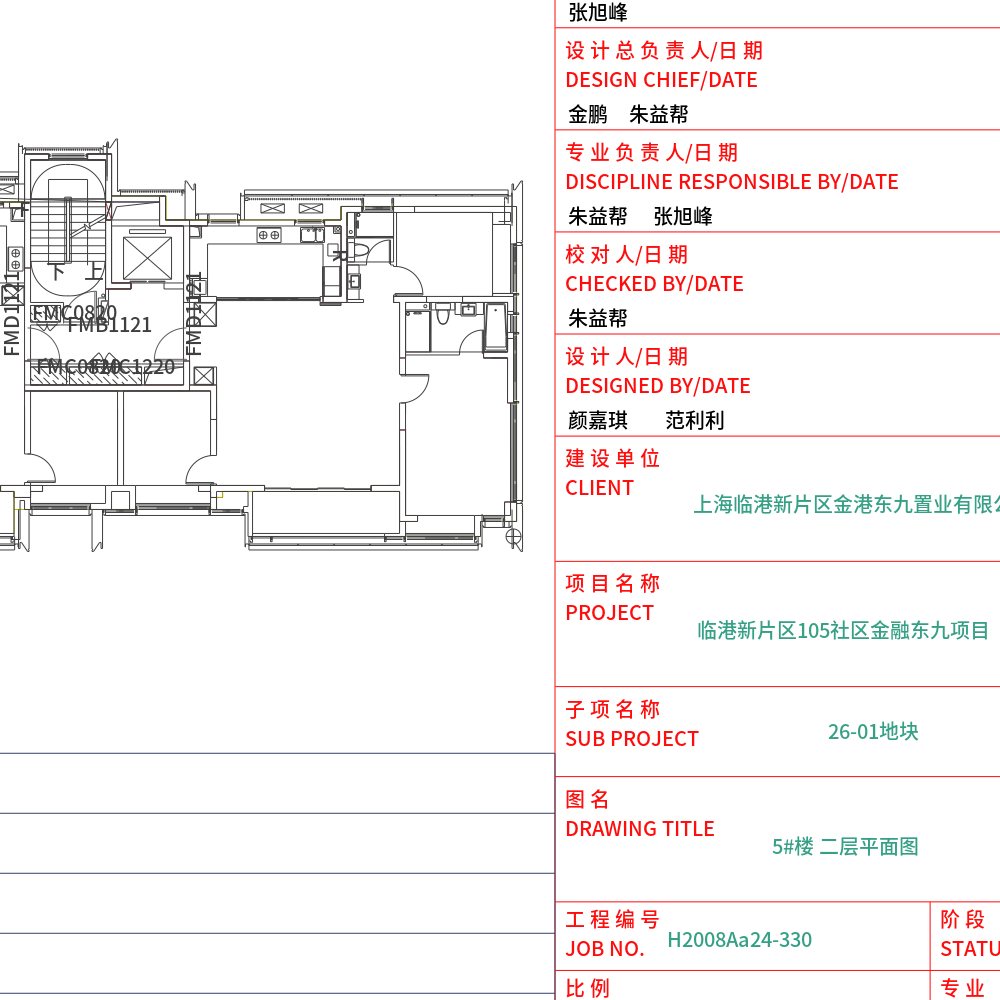 张旭峰
设 计 总 负 责 人/日 期
DESIGN CHIEF/DATE
金鹏 朱益帮
专 业 负 责 人/日 期
DISCIPLINE RESPONSIBLE BY/DATE
朱益帮 张旭峰
校 对 人/日 期
CHECKED BY/DATE
朱益帮
设 计 人/日 期
DESIGNED BY/DATE
颜嘉琪 范利利
建 设 单 位
CLIENT
上海临港新片区金港东九置业有限
项 目 名 称
PROJECT
临港新片区105社区金融东九项目
子 项 名 称
SUB PROJECT
26-01地块
图 名
DRAWING TITLE
5#楼 二层平面图
工 程 编 号
JOB NO.
H2008Aa24-330
阶 段
STATU
比 例
专 业
下 上
FMD1121
FMC0820
FMB1121
FMD1121
FMC0820
FMC1220
R